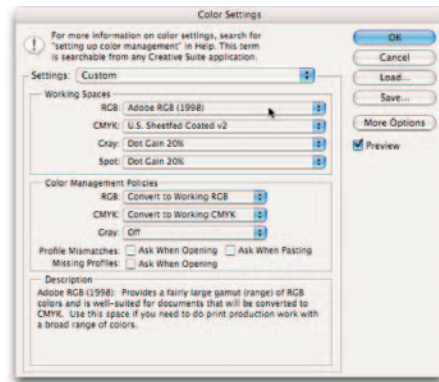 Color Settings
For more information on color settings, search for
"setting up color management" in Help. This term
is searchable from any Creative Suite application.
OK
Cancel
Load...
Save...
More Options
Preview
Settings: Custom
Working Spaces
RGB: Adobe RGB (1998)
CMYK: U.S. Sheetfed Coated v2
Gray: Dot Gain 20%
Spot: Dot Gain 20%
Color Management Policies
RGB: Convert to Working RGB
CMYK: Convert to Working CMYK
Gray: Off
Profile Mismatches: Ask When Opening Ask When Pasting
Missing Profiles: Ask When Opening
Description
Adobe RGB (1998): Provides a fairly large gamut (range) of RGB
colors and is well-suited for documents that will be converted to
CMYK. Use this space if you need to do print production work with
a broad range of colors.